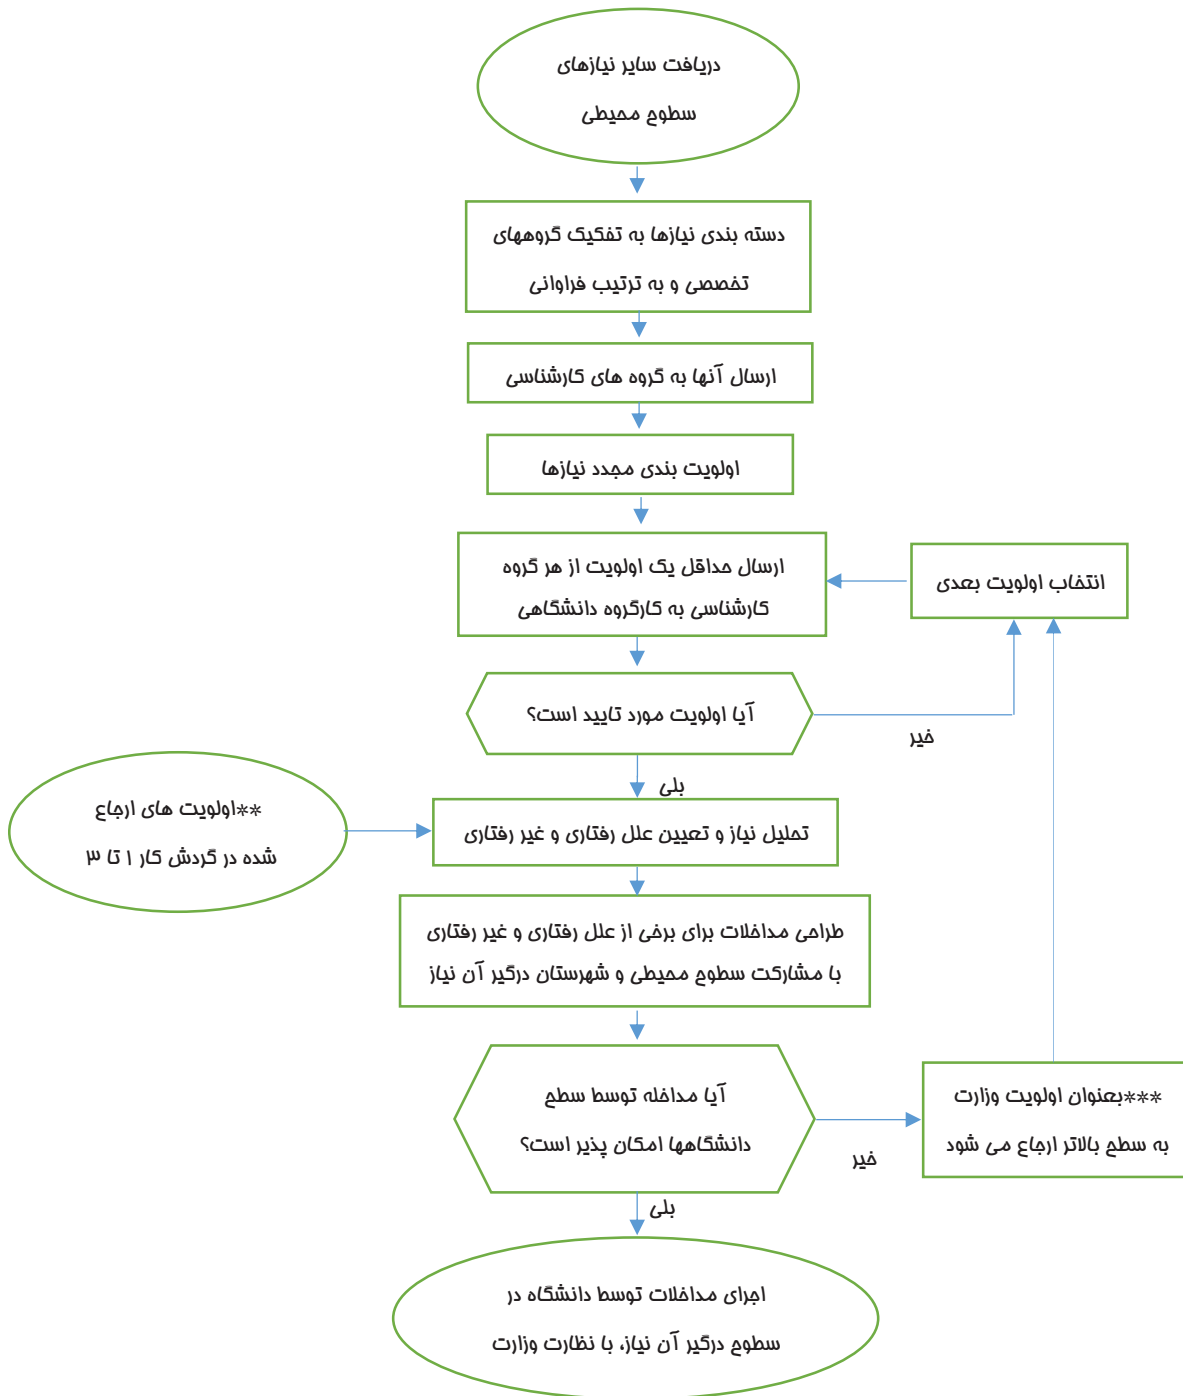 دریافت سایر نیازهای
سطوح محیطی
دسته بندی نیازها به تفکیک گروههای
تخصصی و به ترتیب فراوانی
ارسال آنها به گروه های کارشناسی
اولویت بندی مجدد نیازها
ارسال حداقل یک اولویت از هر گروه
کارشناسی به کارگروه دانشگاهی
انتخاب اولویت بعدی
آیا اولویت مورد تایید است؟
خیر
بلی
**اولویت های ارجاع
شده در گردش کار ۱ تا ۳
تحلیل نیاز و تعیین علل رفتاری و غیر رفتاری
طراحی مداخلات برای برخی از علل رفتاری و غیر رفتاری
با مشارکت سطوح محیطی و شهرستان درگیر آن نیاز
آیا مداخله توسط سطح
دانشگاهها امکان پذیر است؟
خیر
***بعنوان اولویت وزارت
به سطح بالاتر ارجاع می شود
بلی
اجرای مداخلات توسط دانشگاه در
سطوح درگیر آن نیاز، با نظارت وزارت